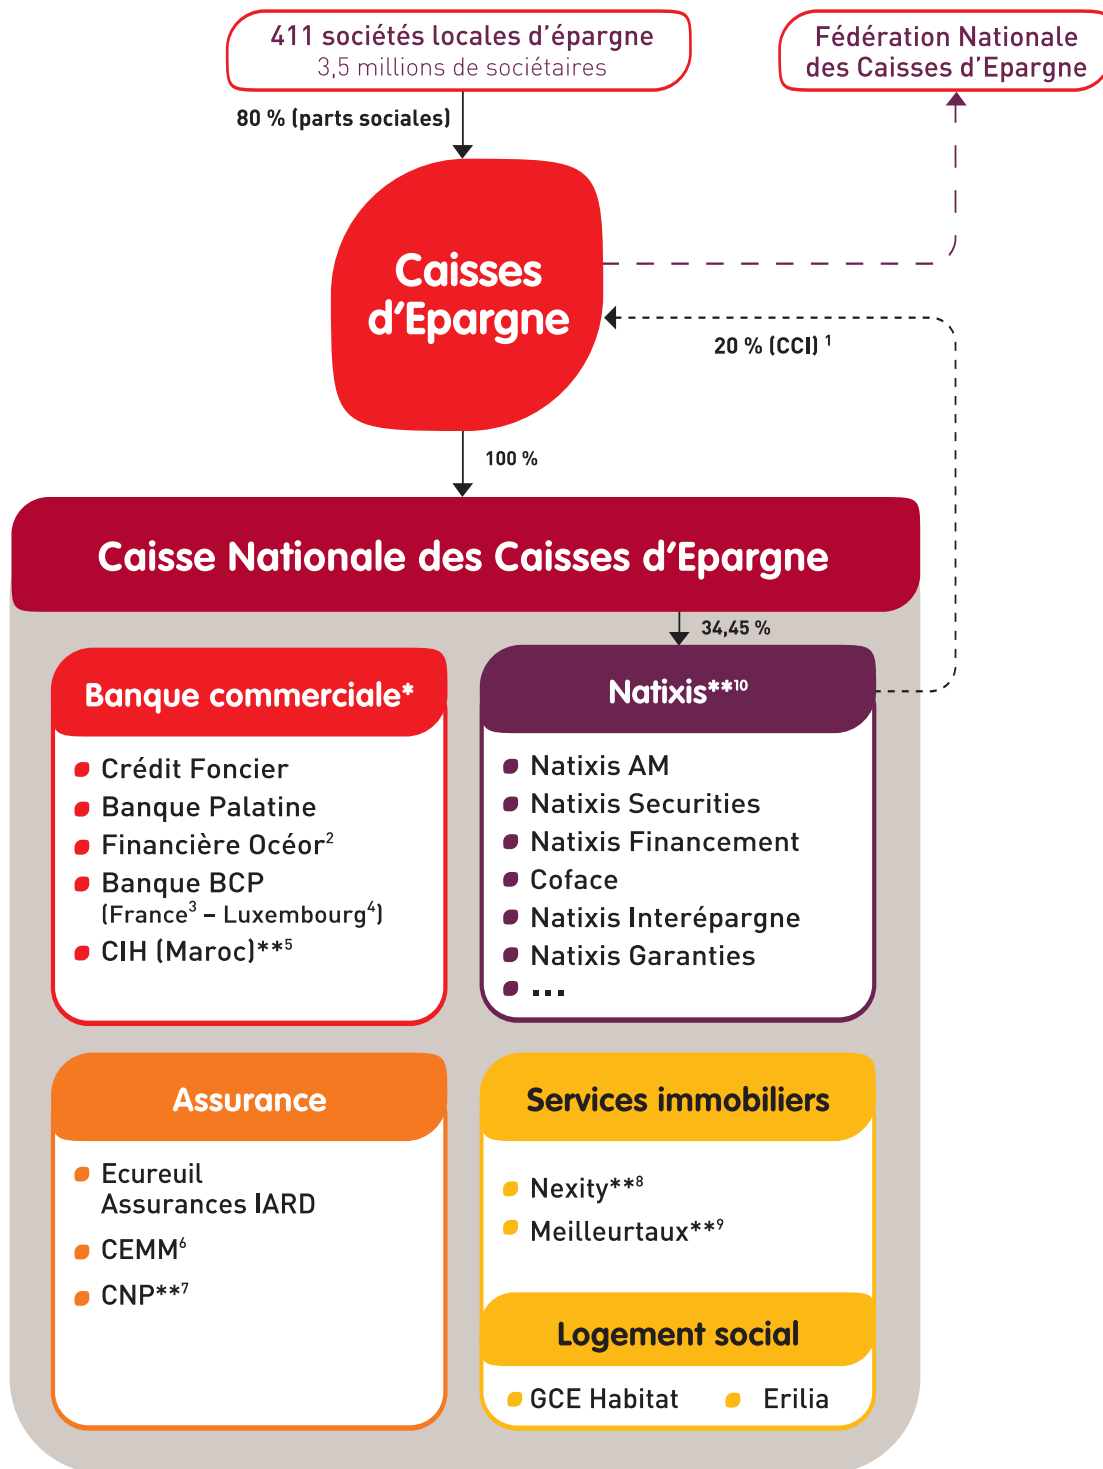 411 sociétés locales d'épargne
3,5 millions de sociétaires
Fédération Nationale
des Caisses d'Epargne
80 % (parts sociales)
Caisses
d'Epargne
20 % (CCI) ¹
100 %
Caisse Nationale des Caisses d'Epargne
34,45 %
Banque commerciale*
Crédit Foncier
Banque Palatine
Financière Océor²
Banque BCP
(France³ – Luxembourg⁴)
CIH (Maroc)**⁵
Natixis**¹⁰
Natixis AM
Natixis Securities
Natixis Financement
Coface
Natixis Interépargne
Natixis Garanties
...
Assurance
Ecureuil
Assurances IARD
CEMM⁶
CNP**⁷
Services immobiliers
Nexity**⁸
Meilleurtaux**⁹
Logement social
GCE Habitat
Erilia